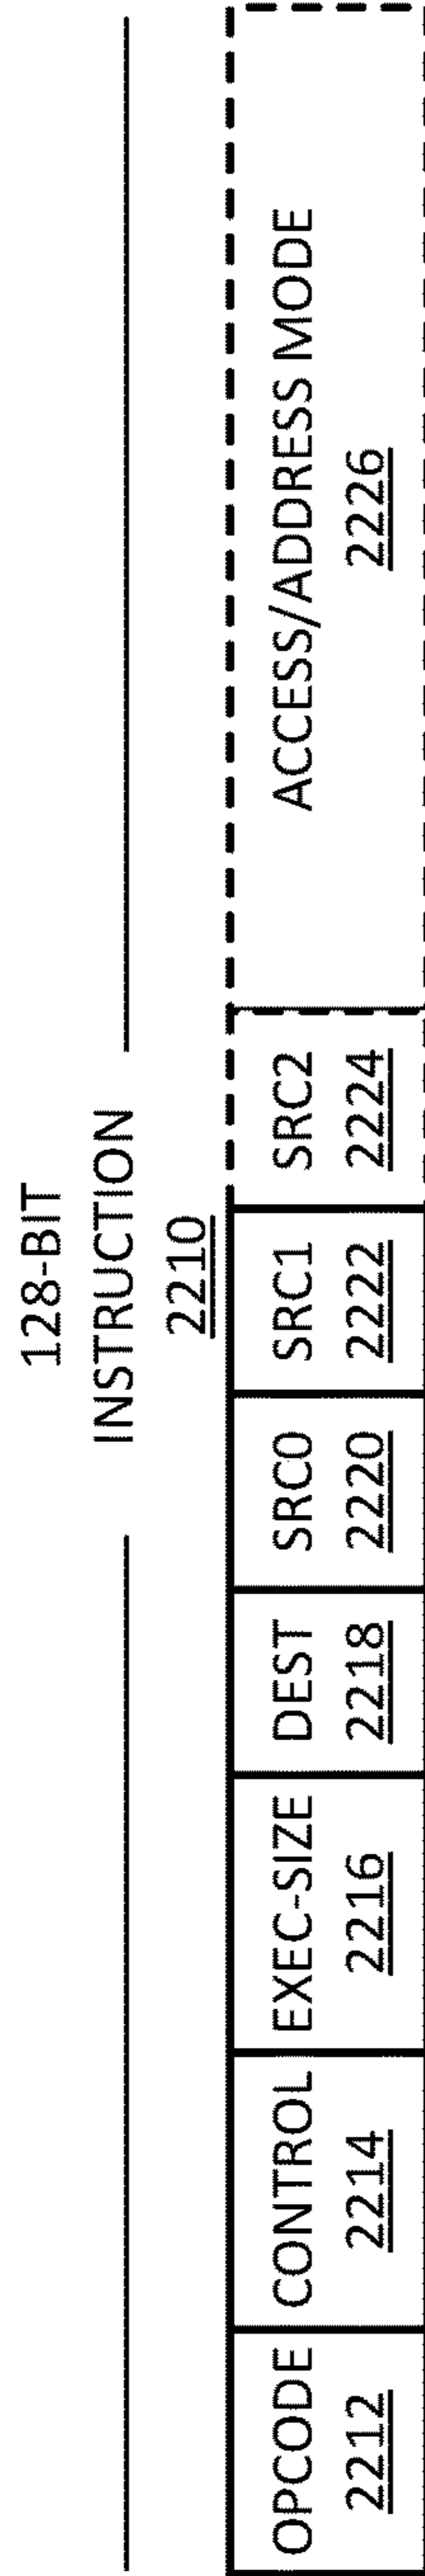 128-BIT
INSTRUCTION
2210
OPCODE
2212
CONTROL
2214
EXEC-SIZE
2216
DEST
2218
SRC0
2220
SRC1
2222
SRC2
2224
ACCESS/ADDRESS MODE
2226